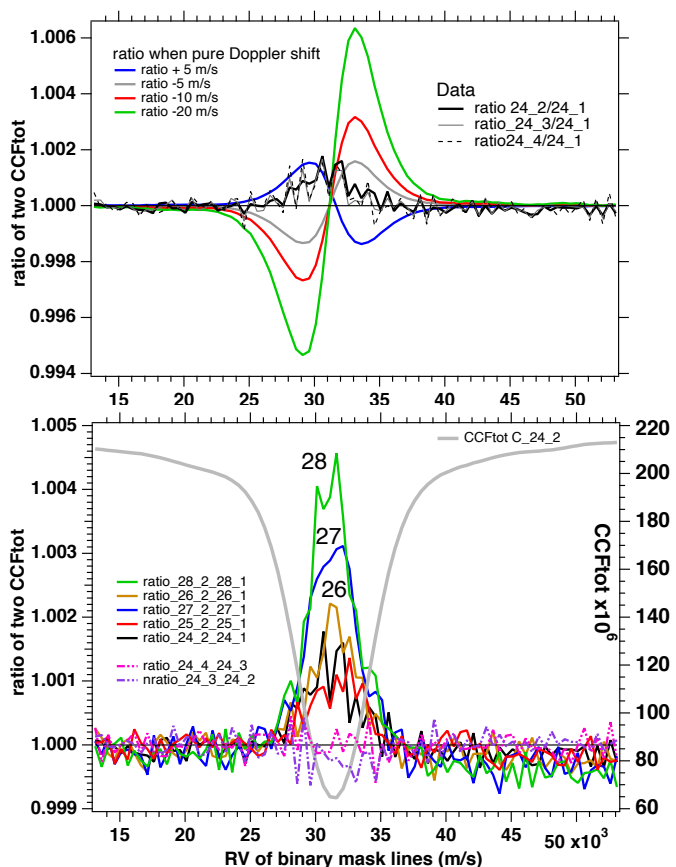 1.006
1.004
1.002
1.000
0.998
0.996
0.994
ratio of two CCFtot
ratio when pure Doppler shift
ratio + 5 m/s
ratio -5 m/s
ratio -10 m/s
ratio -20 m/s
Data
ratio 24_2/24_1
ratio_24_3/24_1
ratio24_4/24_1
15 20 25 30 35 40 45 50
1.005
1.004
1.003
1.002
1.001
1.000
0.999
ratio of two CCFtot
CCFtot C_24_2
28
27
26
ratio_28_2_28_1
ratio_26_2_26_1
ratio_27_2_27_1
ratio_25_2_25_1
ratio_24_2_24_1
ratio_24_4_24_3
nratio_24_3_24_2
220
200
180
160
140
120
100
80
60
CCFtot x10⁶
15 20 25 30 35 40 45 50 x10³
RV of binary mask lines (m/s)